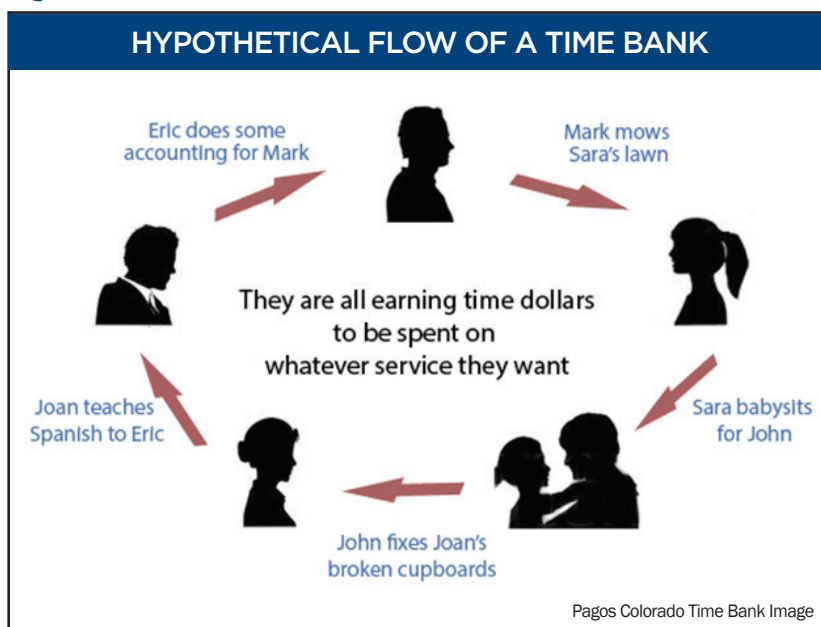 HYPOTHETICAL FLOW OF A TIME BANK
Eric does some
accounting for Mark
Mark mows
Sara's lawn
They are all earning time dollars
to be spent on
whatever service they want
Joan teaches
Spanish to Eric
Sara babysits
for John
John fixes Joan's
broken cupboards
Pagos Colorado Time Bank Image